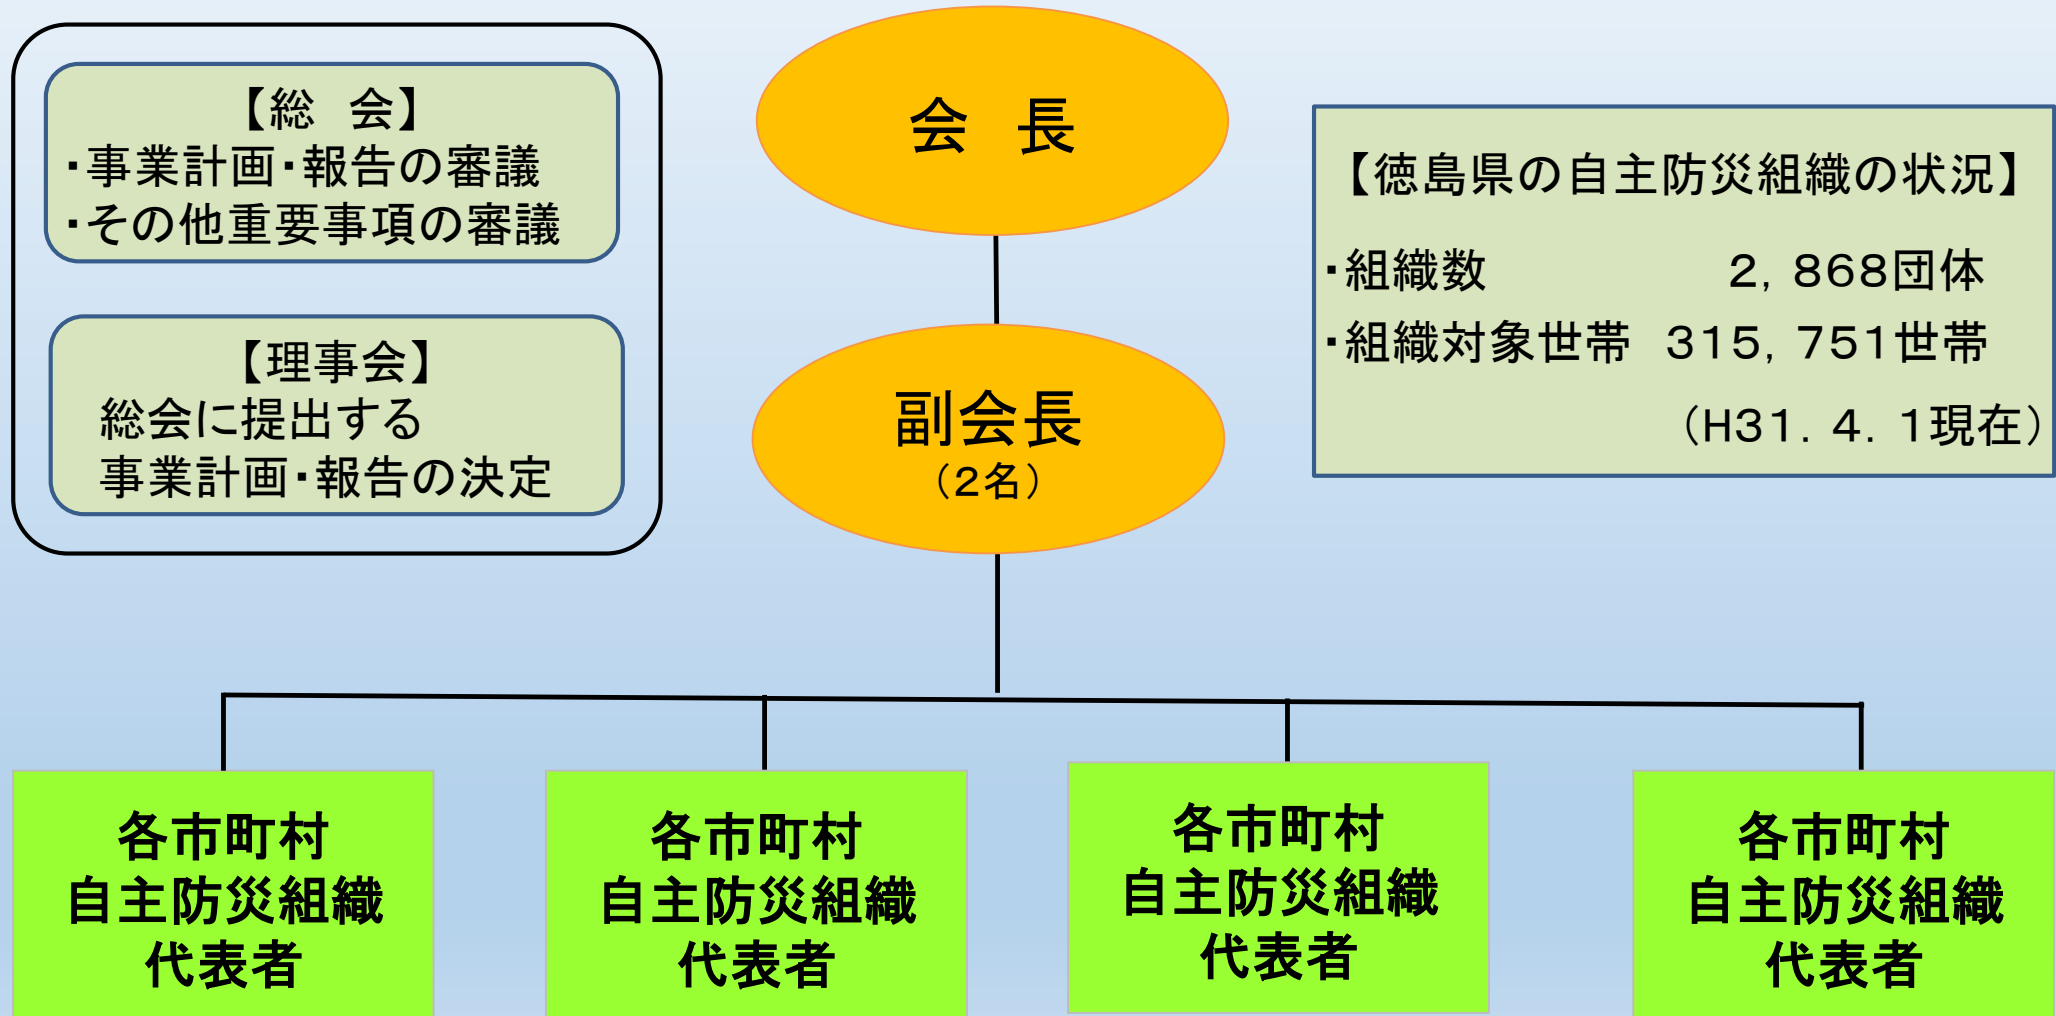 【総　会】
・事業計画・報告の審議
・その他重要事項の審議
【理事会】
総会に提出する
事業計画・報告の決定
会　長
副会長
（２名）
【徳島県の自主防災組織の状況】
・組織数　　　　　２，８６８団体
・組織対象世帯　３１５，７５１世帯
（H３１．４．１現在）
各市町村
自主防災組織
代表者
各市町村
自主防災組織
代表者
各市町村
自主防災組織
代表者
各市町村
自主防災組織
代表者